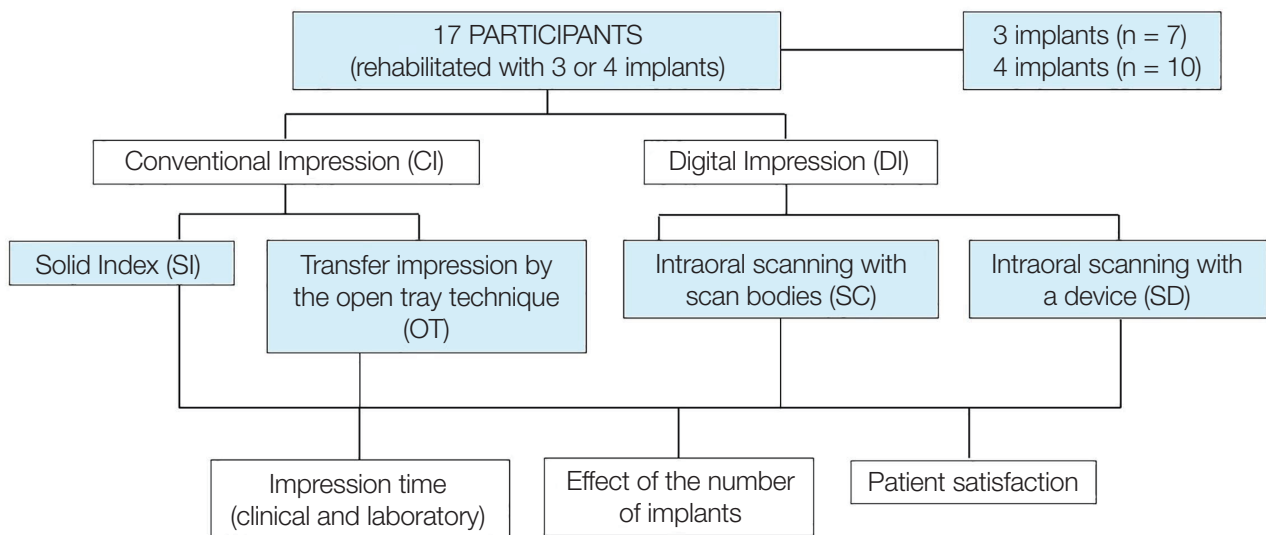 17 PARTICIPANTS
(rehabilitated with 3 or 4 implants)
3 implants (n = 7)
4 implants (n = 10)
Conventional Impression (CI)
Digital Impression (DI)
Solid Index (SI)
Transfer impression by
the open tray technique
(OT)
Intraoral scanning with
scan bodies (SC)
Intraoral scanning with
a device (SD)
Impression time
(clinical and laboratory)
Effect of the number
of implants
Patient satisfaction